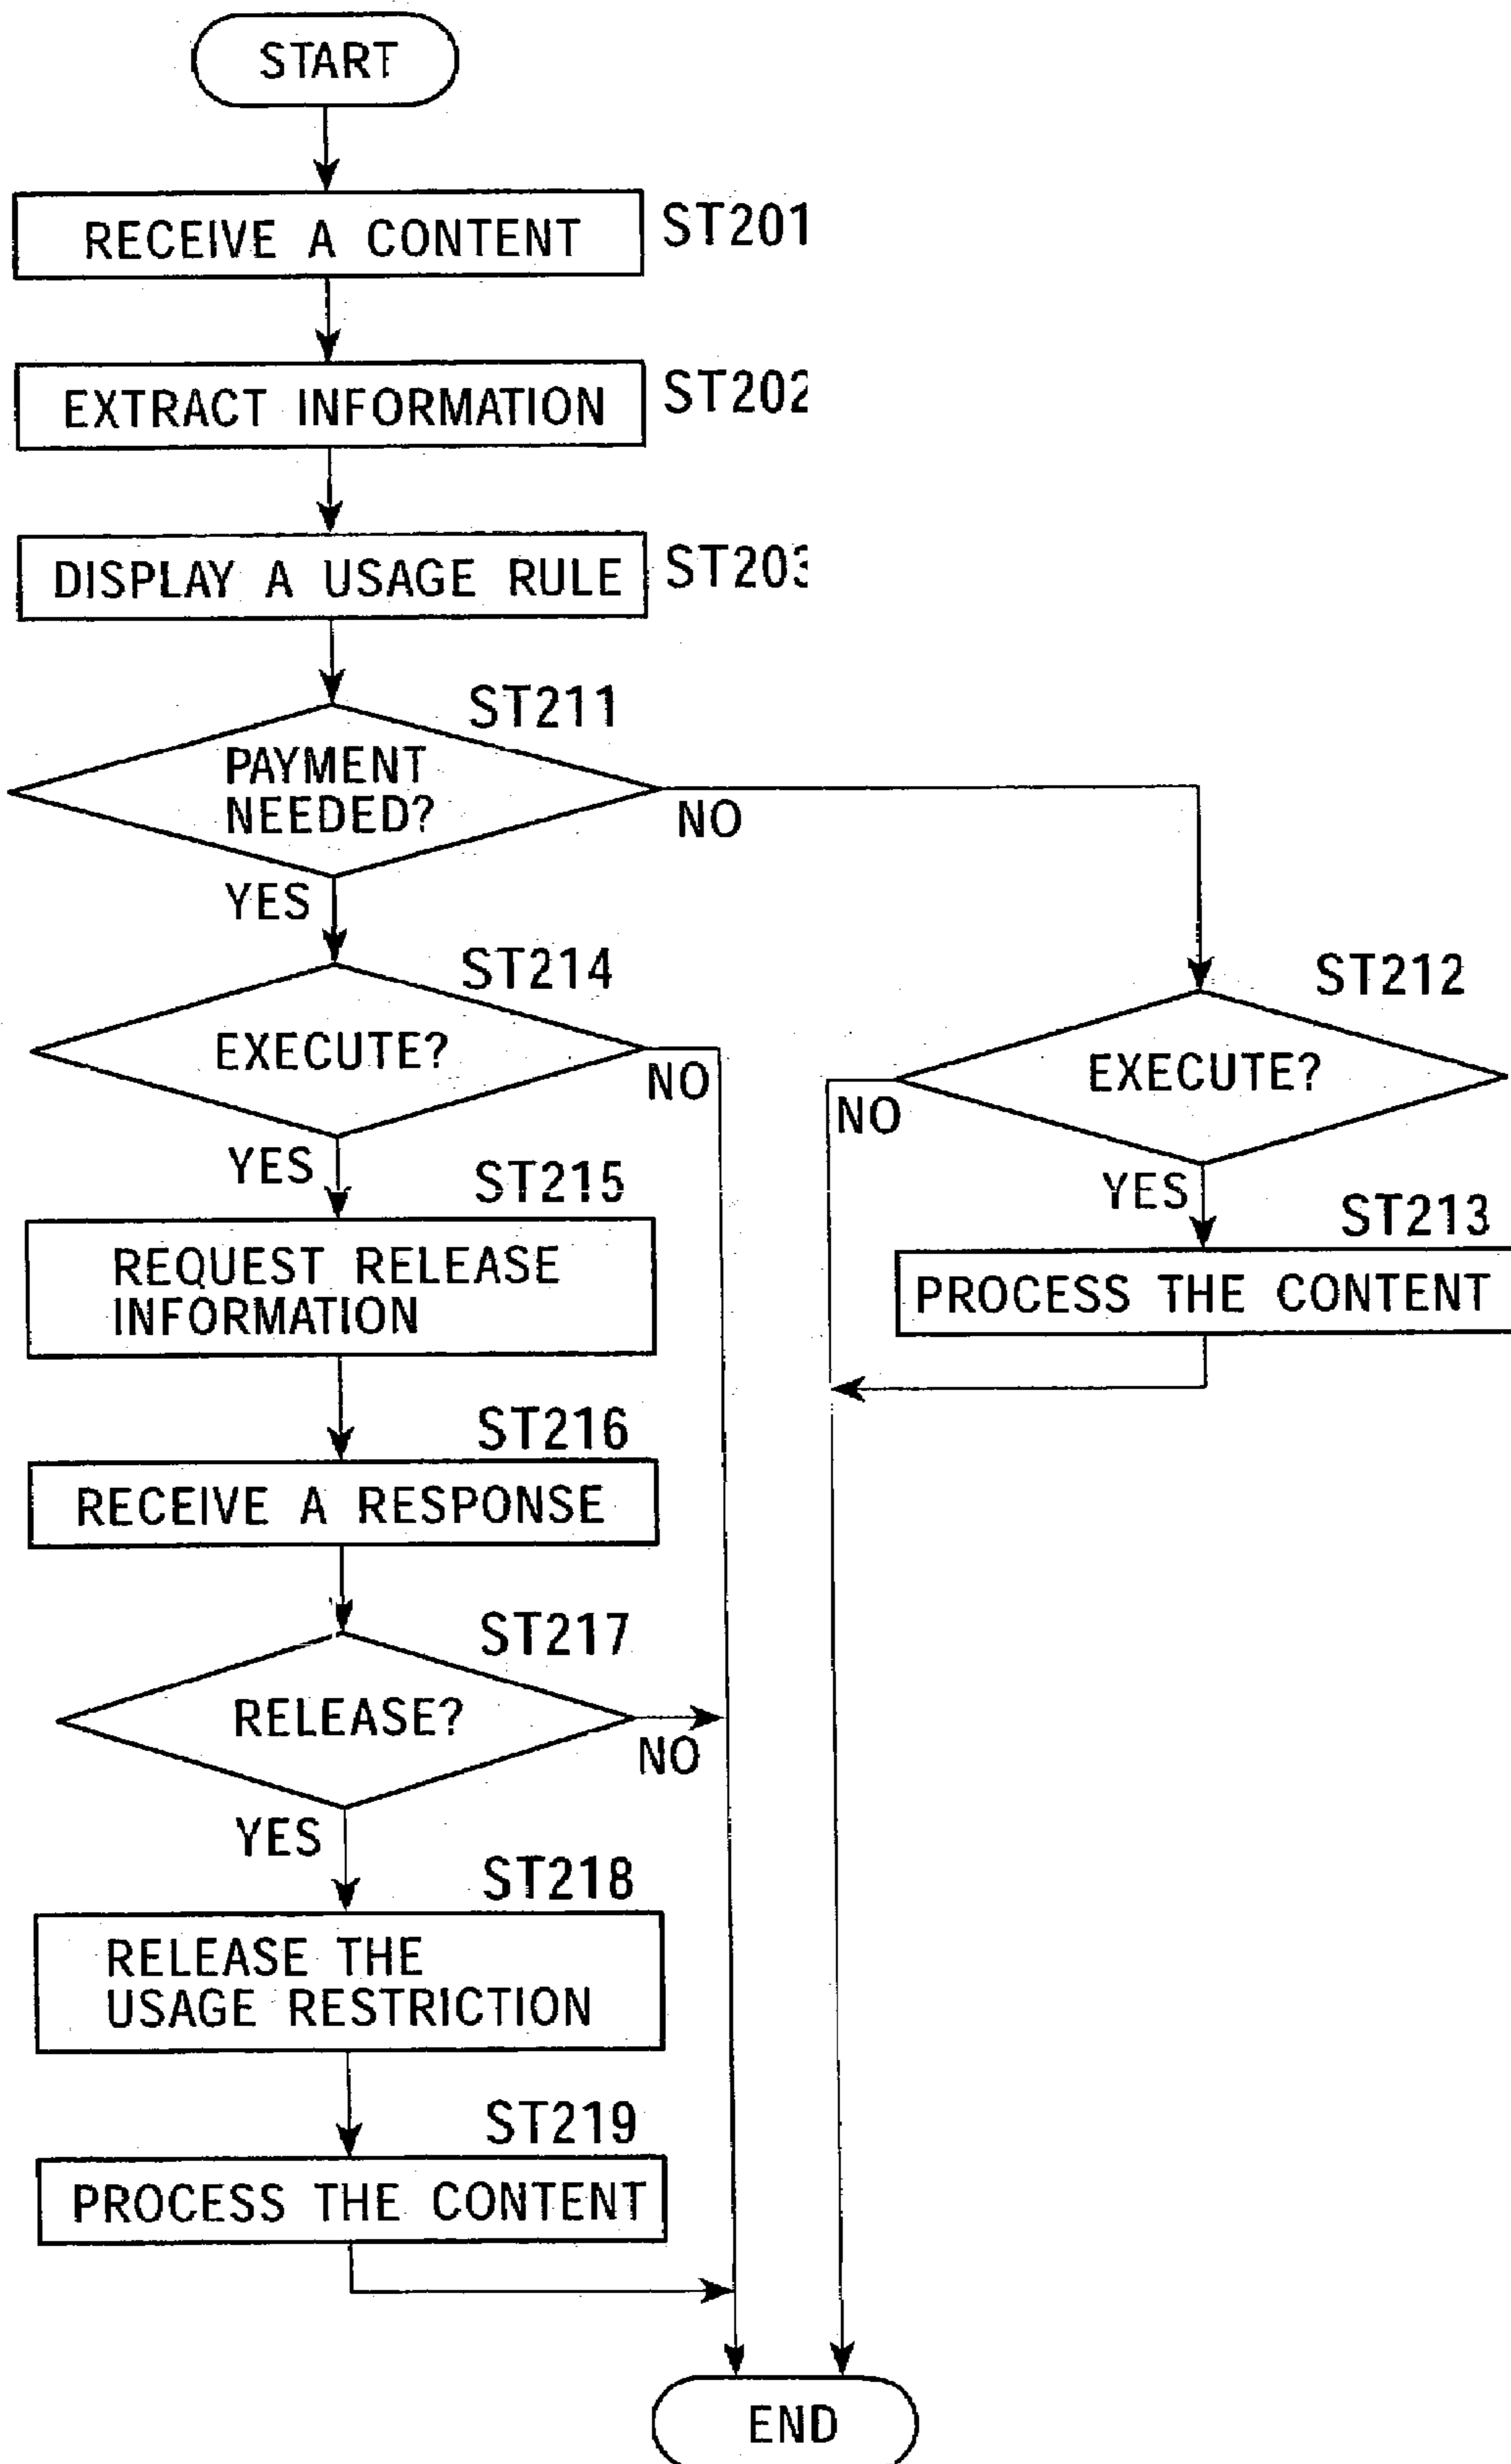 START
RECEIVE A CONTENT
ST201
EXTRACT INFORMATION
ST202
DISPLAY A USAGE RULE
ST203
ST211
PAYMENT
NEEDED?
NO
YES
ST214
EXECUTE?
NO
YES
ST212
EXECUTE?
NO
YES
ST213
PROCESS THE CONTENT
ST215
REQUEST RELEASE
INFORMATION
ST216
RECEIVE A RESPONSE
ST217
RELEASE?
NO
YES
ST218
RELEASE THE
USAGE RESTRICTION
ST219
PROCESS THE CONTENT
END